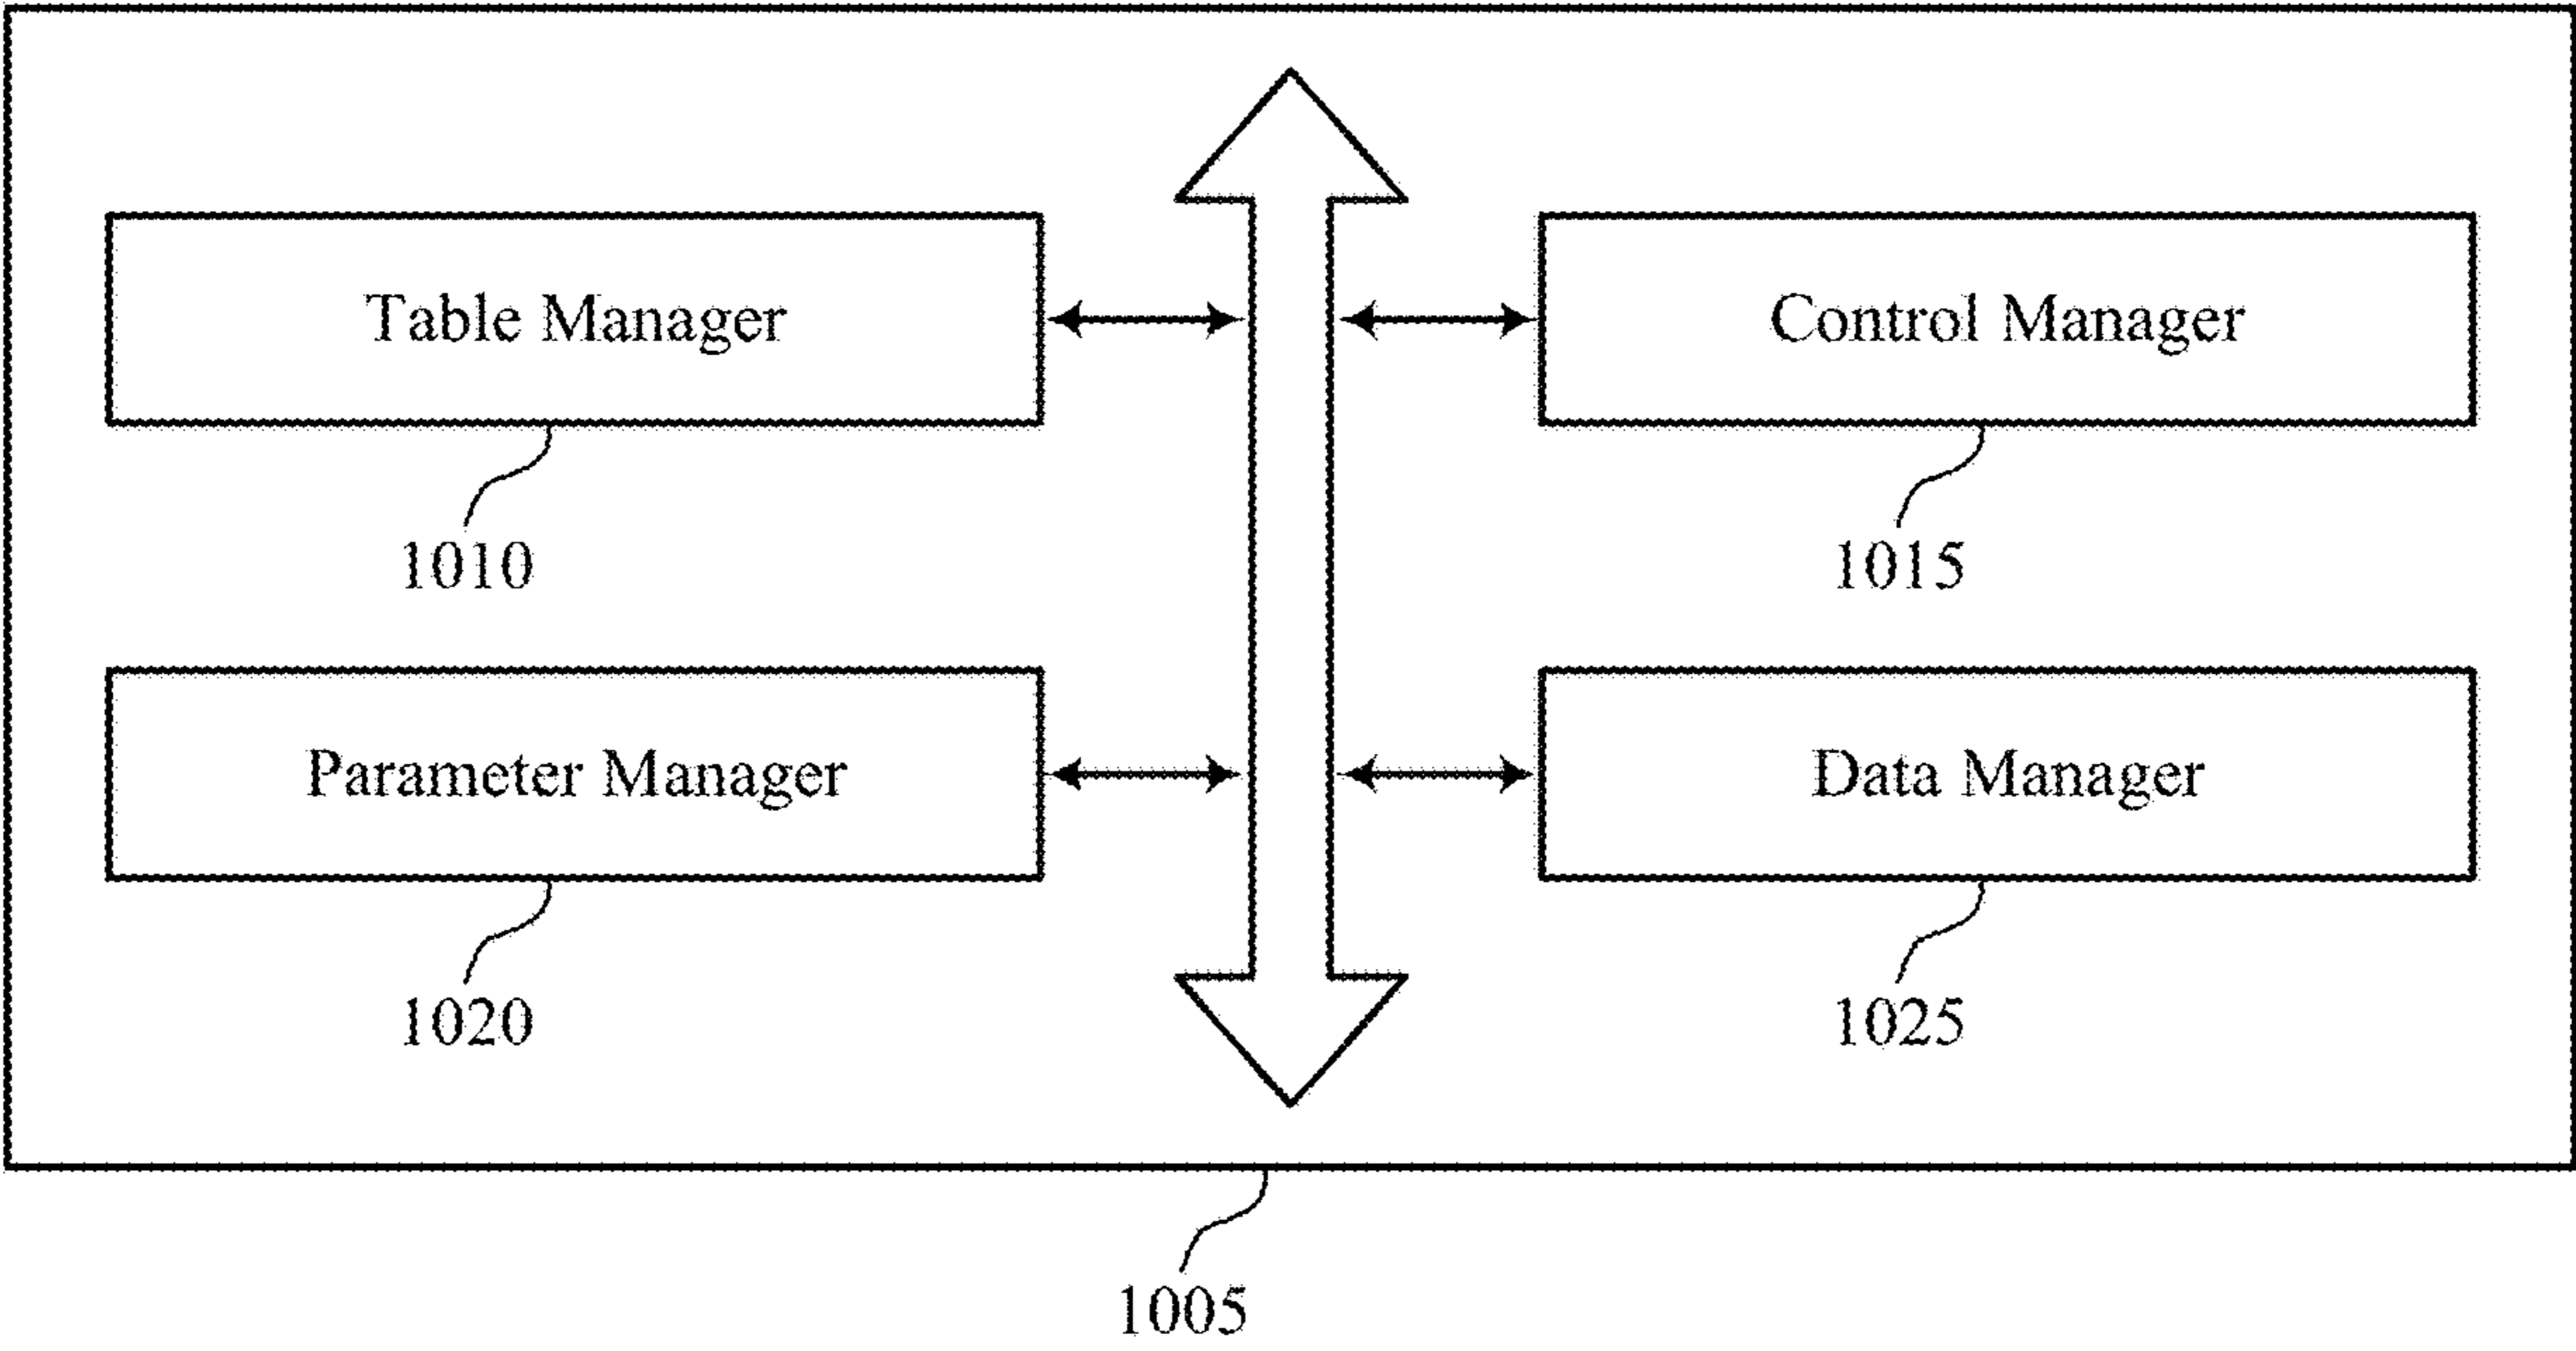 Table Manager
Control Manager
1010
1015
Parameter Manager
Data Manager
1020
1025
1005